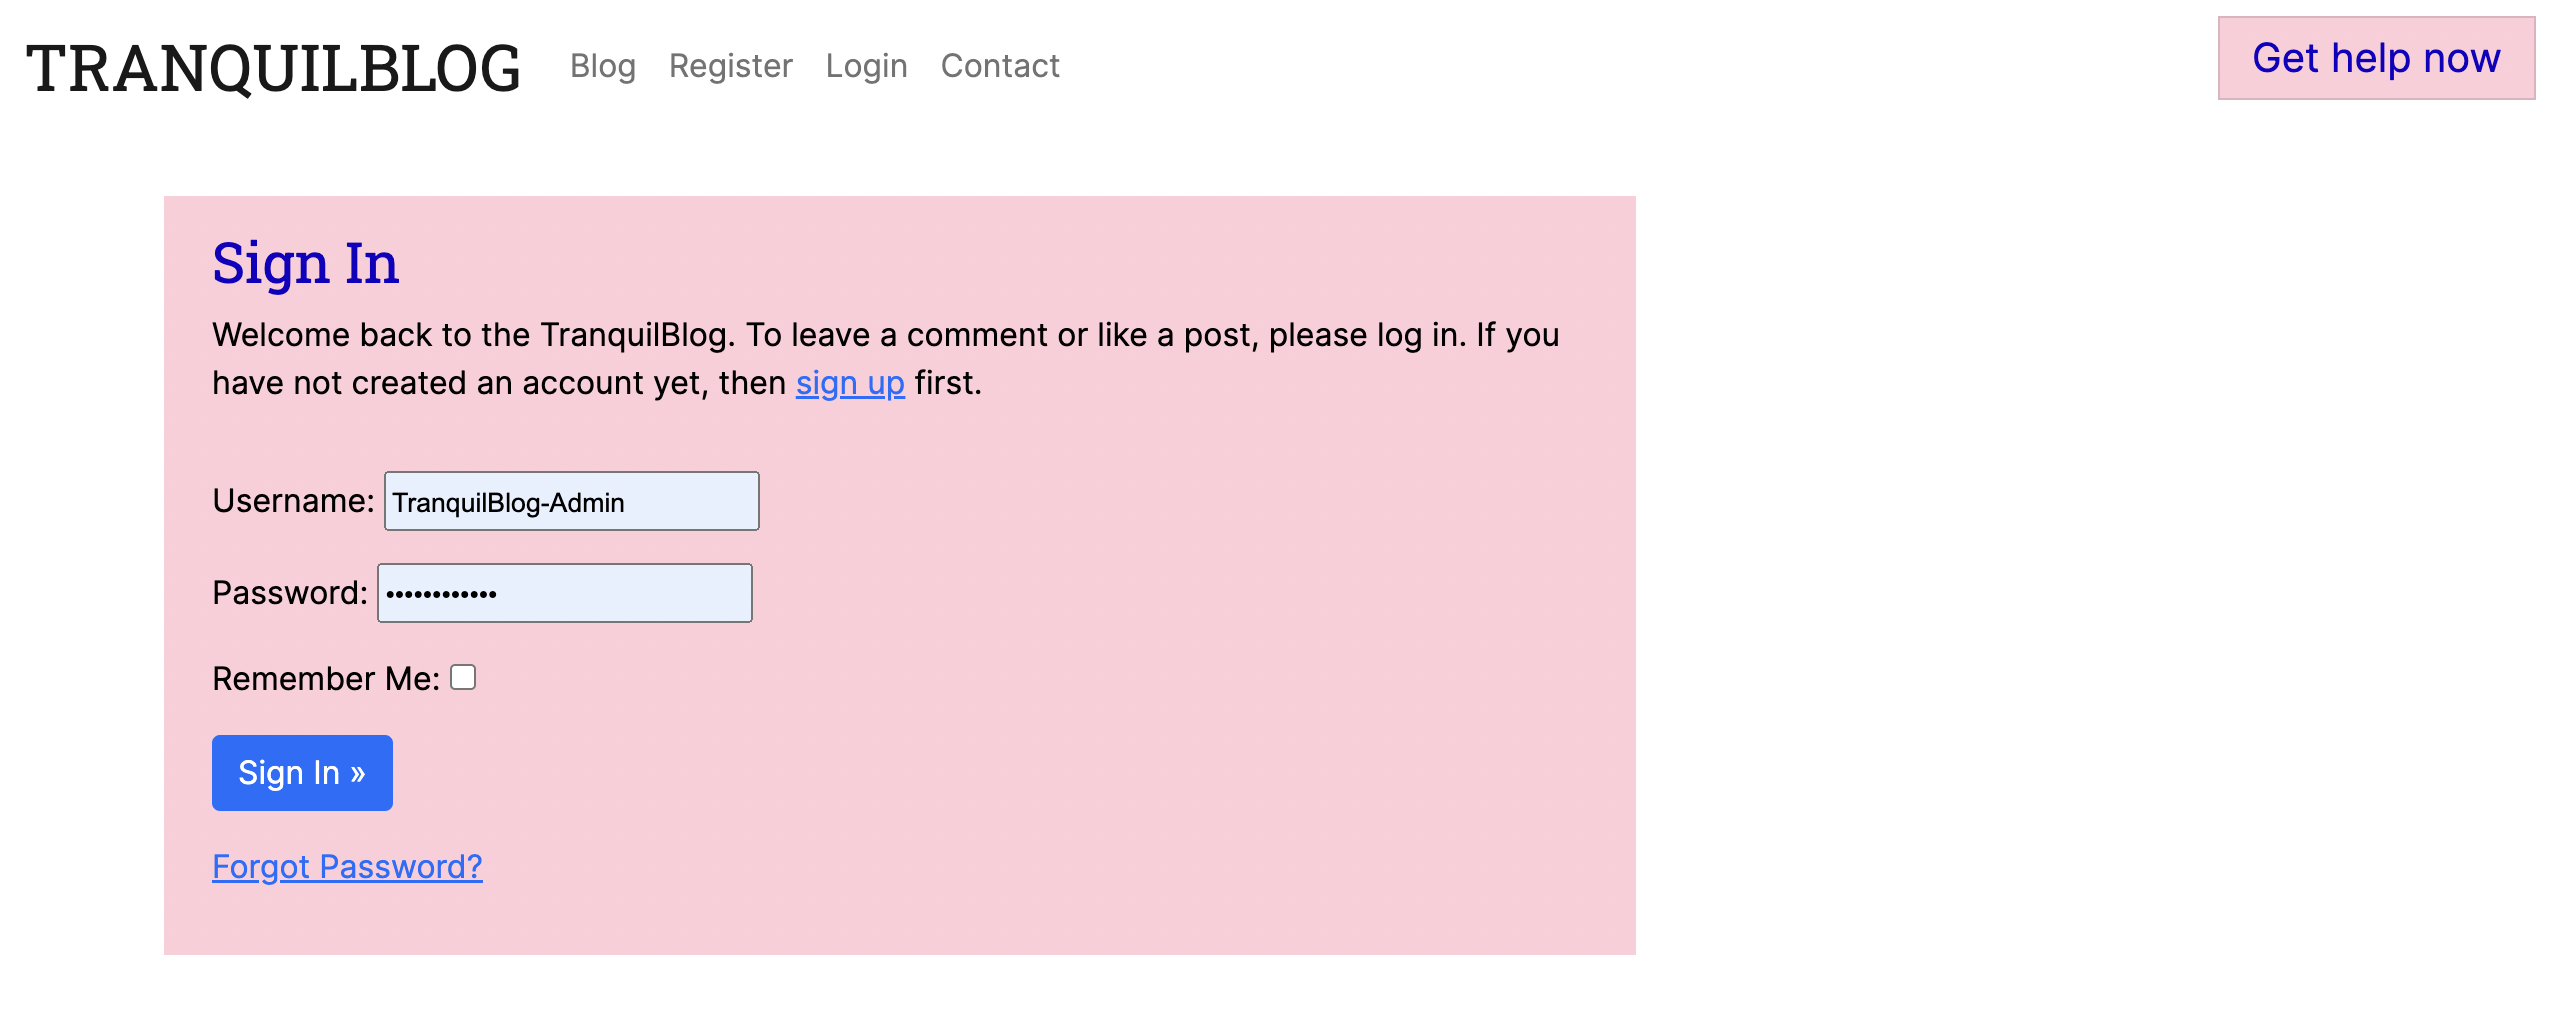 TRANQUILBLOG
Blog
Register
Login
Contact
Get help now
Sign In
Welcome back to the TranquilBlog. To leave a comment or like a post, please log in. If you
have not created an account yet, then sign up first.
Username: TranquilBlog-Admin
Password: ••••••••••••
Remember Me:
Sign In »
Forgot Password?